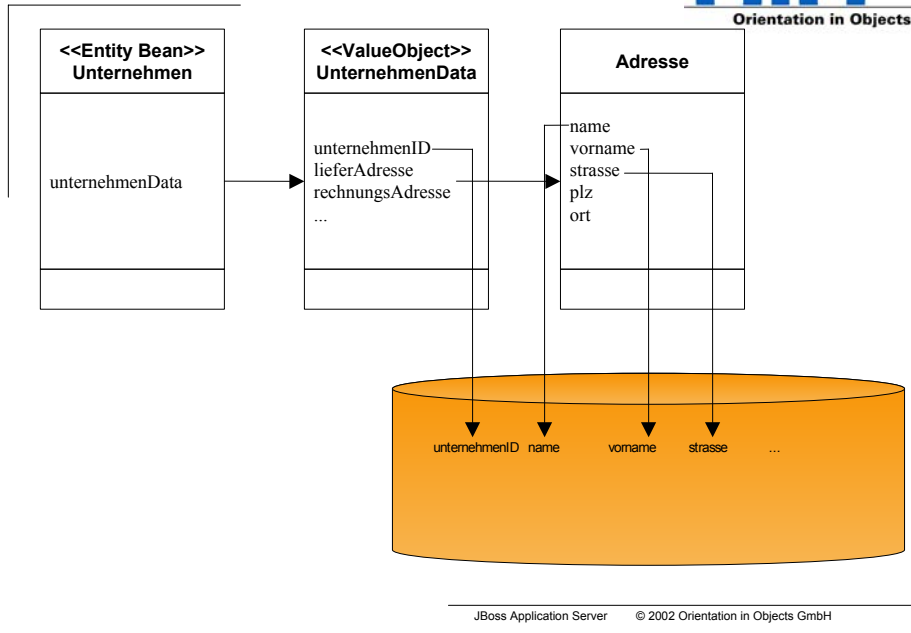 Orientation in Objects
<<Entity Bean>>
Unternehmen
unternehmenData
<<ValueObject>>
UnternehmenData
unternehmenID
lieferAdresse
rechnungsAdresse
...
Adresse
name
vorname
strasse
plz
ort
unternehmenID name vorname strasse ...
JBoss Application Server © 2002 Orientation in Objects GmbH